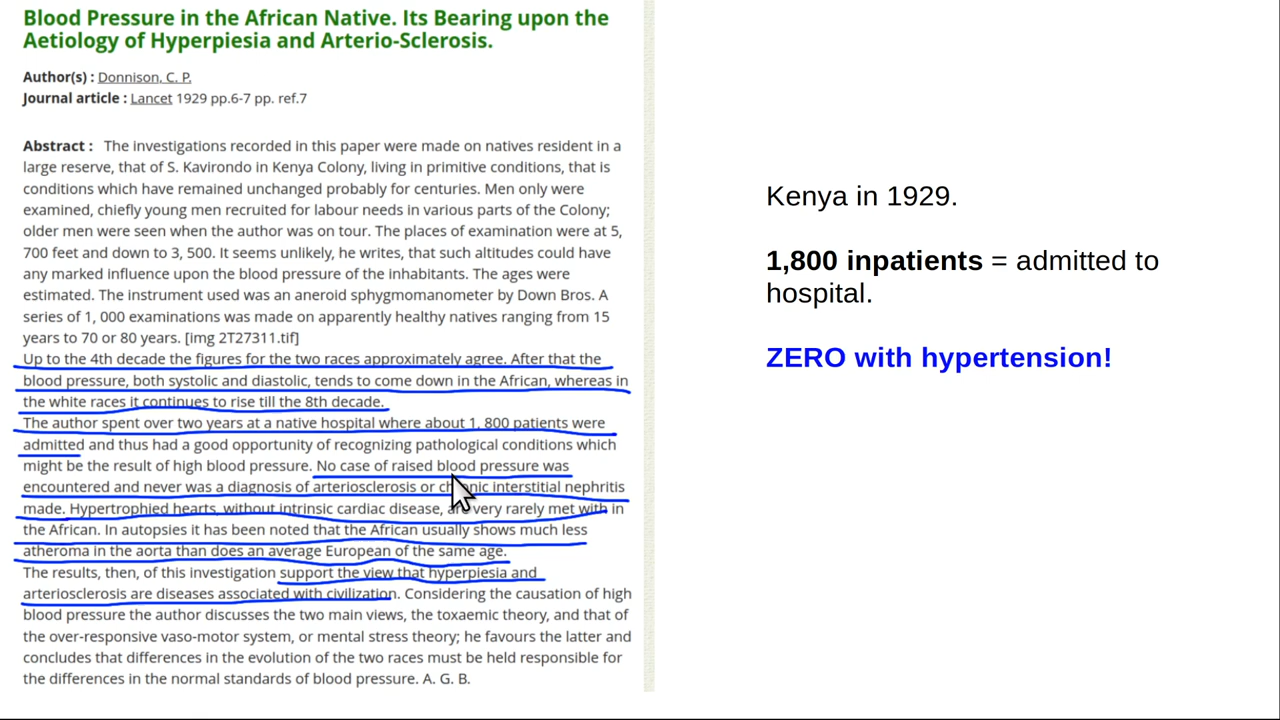 Blood Pressure in the African Native. Its Bearing upon the
Aetiology of Hyperpiesia and Arterio-Sclerosis.
Author(s) : Donnison, C. P.
Journal article : Lancet 1929 pp.6-7 pp. ref.7
Abstract : The investigations recorded in this paper were made on natives resident in a
large reserve, that of S. Kavirondo in Kenya Colony, living in primitive conditions, that is
conditions which have remained unchanged probably for centuries. Men only were
examined, chiefly young men recruited for labour needs in various parts of the Colony;
older men were seen when the author was on tour. The places of examination were at 5,
700 feet and down to 3, 500. It seems unlikely, he writes, that such altitudes could have
any marked influence upon the blood pressure of the inhabitants. The ages were
estimated. The instrument used was an aneroid sphygmomanometer by Down Bros. A
series of 1, 000 examinations was made on apparently healthy natives ranging from 15
years to 70 or 80 years. [img 2T27311.tif]
Up to the 4th decade the figures for the two races approximately agree. After that the
blood pressure, both systolic and diastolic, tends to come down in the African, whereas in
the white races it continues to rise till the 8th decade.
The author spent over two years at a native hospital where about 1, 800 patients were
admitted and thus had a good opportunity of recognizing pathological conditions which
might be the result of high blood pressure. No case of raised blood pressure was
encountered and never was a diagnosis of arteriosclerosis or chronic interstitial nephritis
made. Hypertrophied hearts, without intrinsic cardiac disease, are very rarely met with in
the African. In autopsies it has been noted that the African usually shows much less
atheroma in the aorta than does an average European of the same age.
The results, then, of this investigation support the view that hyperpiesia and
arteriosclerosis are diseases associated with civilization. Considering the causation of high
blood pressure the author discusses the two main views, the toxaemic theory, and that of
the over-responsive vaso-motor system, or mental stress theory; he favours the latter and
concludes that differences in the evolution of the two races must be held responsible for
the differences in the normal standards of blood pressure. A. G. B.
Kenya in 1929.
1,800 inpatients = admitted to
hospital.
ZERO with hypertension!